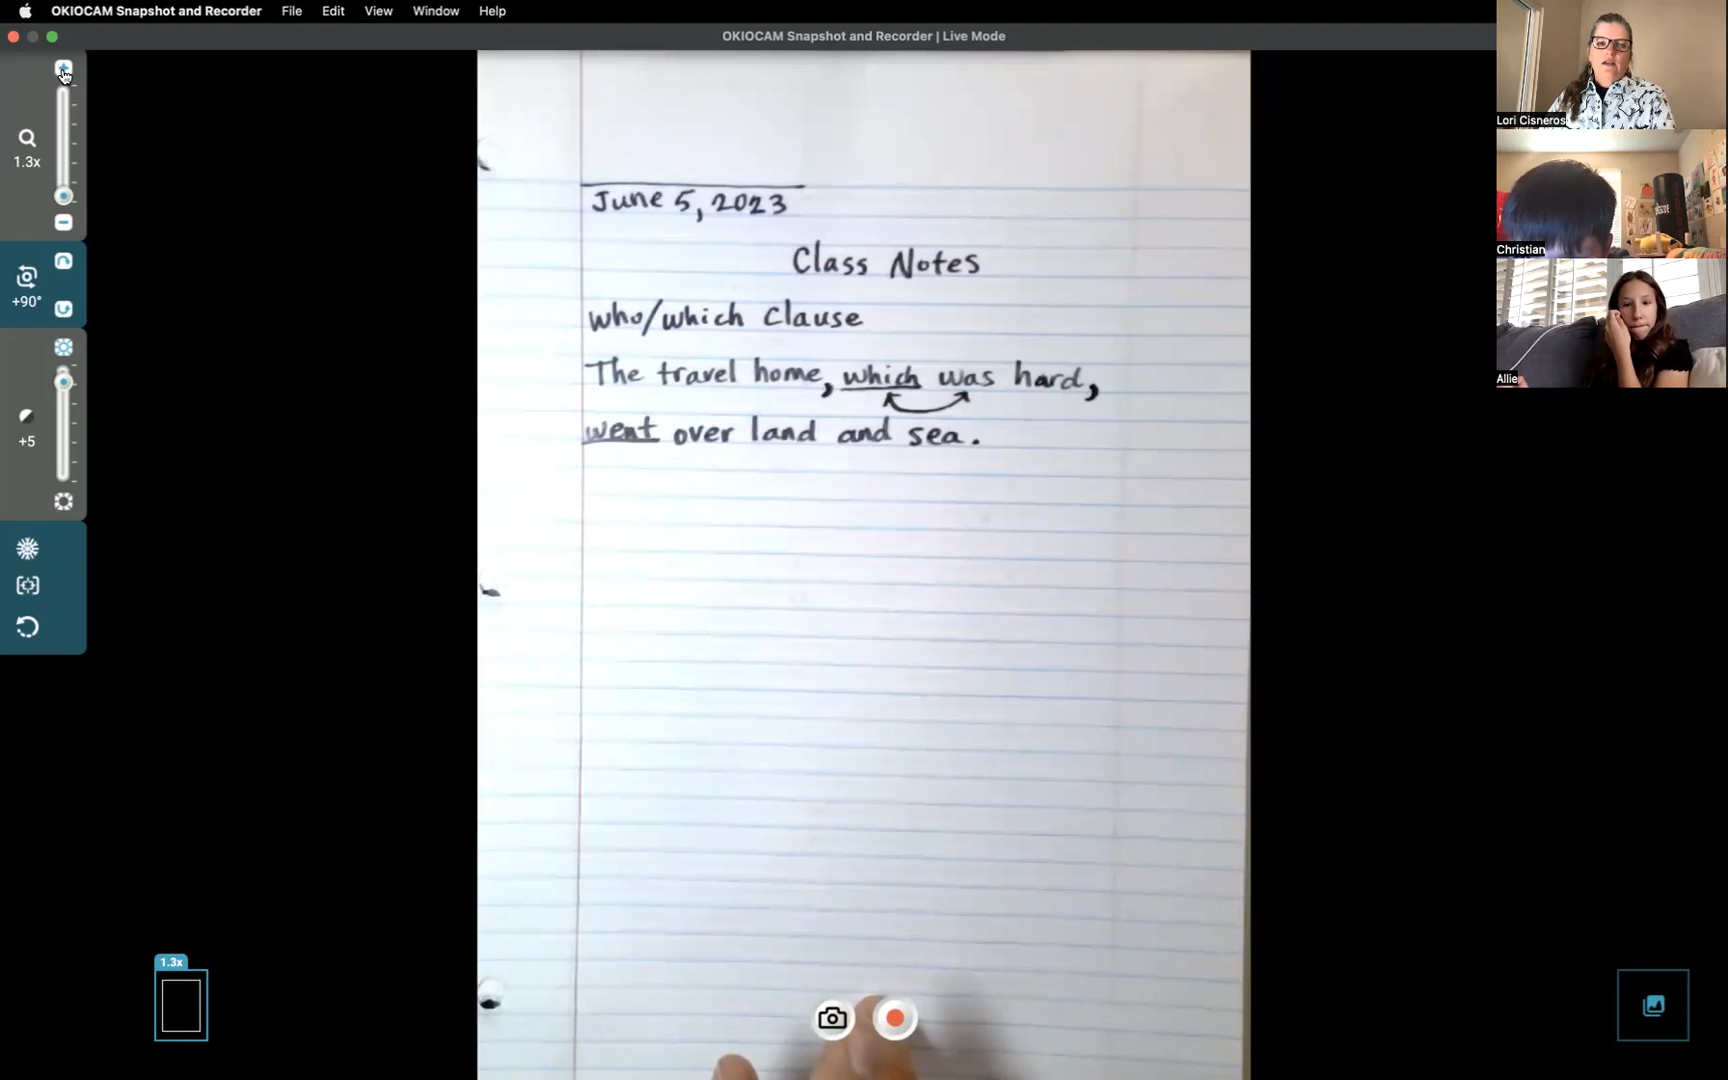 OKIOCAM Snapshot and Recorder File Edit View Window Help
OKIOCAM Snapshot and Recorder | Live Mode
1.3x
+90°
+5
June 5, 2023
Class Notes
who/which Clause
The travel home, which was hard,
went over land and sea.
1.3x
Lori Cisneros
Christian
Allie